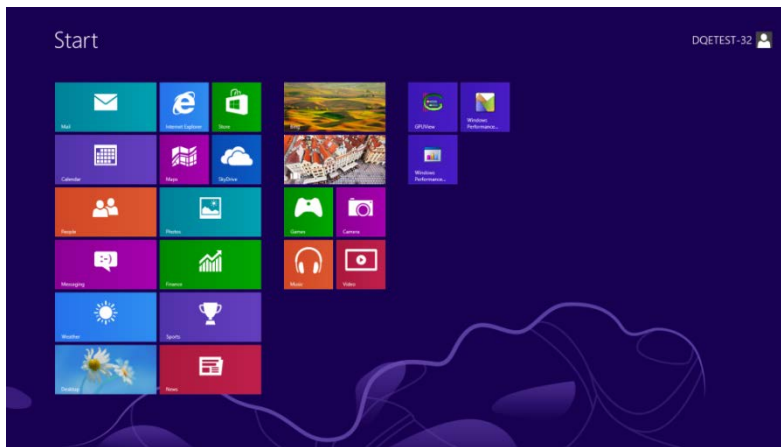 Start
DQETEST-32
Mail
Internet Explorer
Store
Bing
GPUView
Windows
Performance...
Calendar
Maps
SkyDrive
Windows
Performance...
People
Photos
Games
Camera
Messaging
:-)
Finance
Music
Video
Weather
Sports
Desktop
News